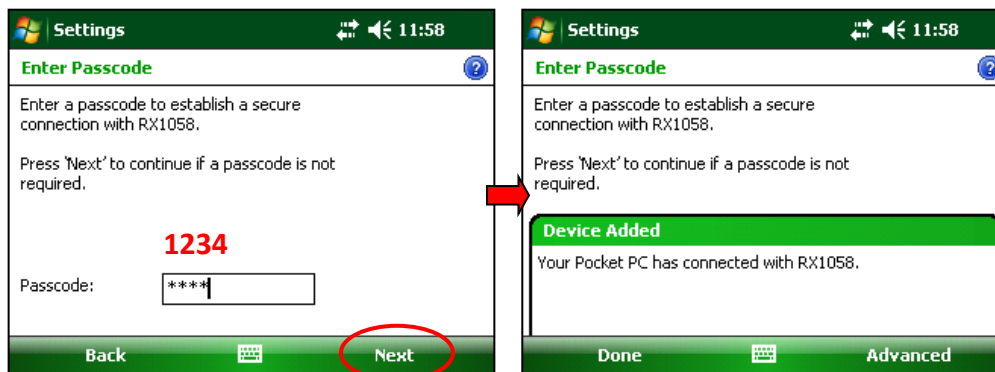 Settings 11:58
Enter Passcode
Enter a passcode to establish a secure
connection with RX1058.
Press 'Next' to continue if a passcode is not
required.
1234
Passcode: ****
Back Next
Settings 11:58
Enter Passcode
Enter a passcode to establish a secure
connection with RX1058.
Press 'Next' to continue if a passcode is not
required.
Device Added
Your Pocket PC has connected with RX1058.
Done Advanced